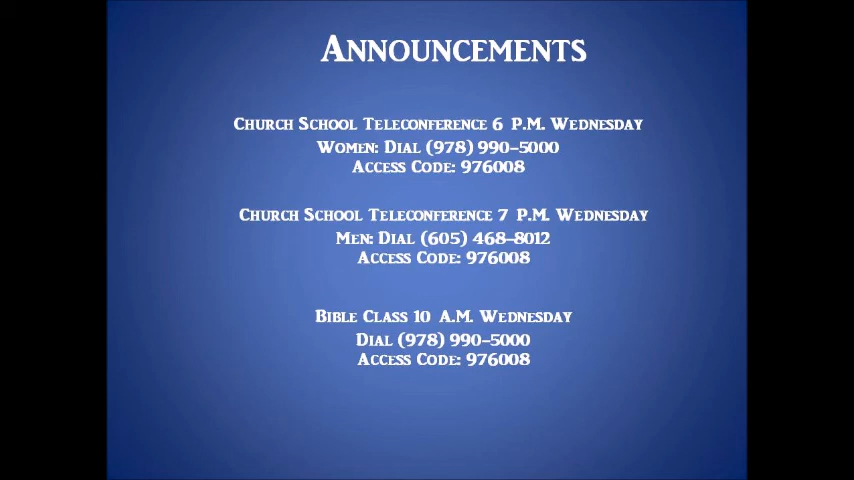 Announcements
Church School Teleconference 6 P.M. Wednesday
Women: Dial (978) 990-5000
Access Code: 976008
Church School Teleconference 7 P.M. Wednesday
Men: Dial (605) 468-8012
Access Code: 976008
Bible Class 10 A.M. Wednesday
Dial (978) 990-5000
Access Code: 976008